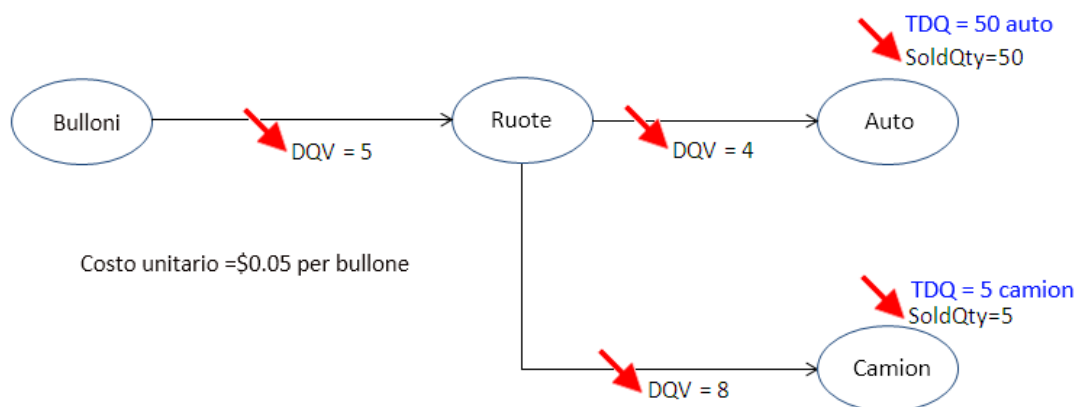 TDQ = 50 auto
SoldQty=50
Bulloni
Ruote
Auto
DQV = 5
DQV = 4
Costo unitario =$0.05 per bullone
TDQ = 5 camion
SoldQty=5
Camion
DQV = 8